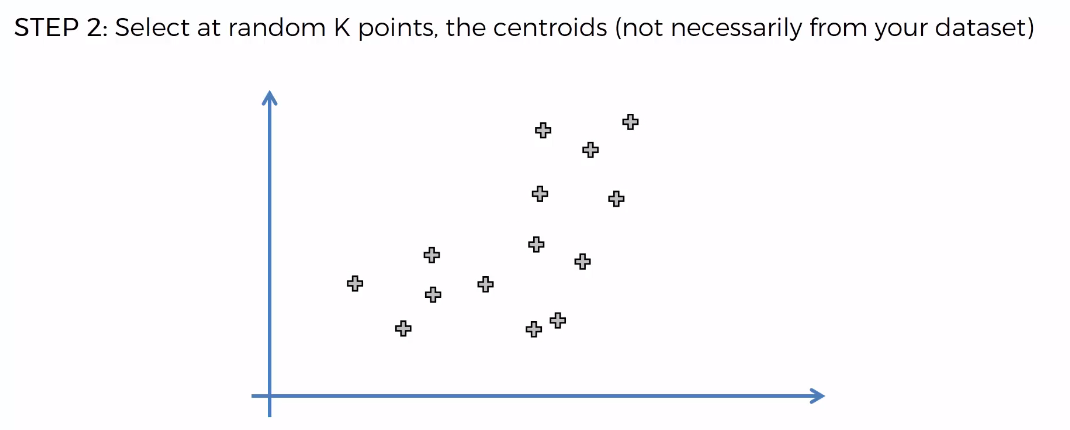 STEP 2: Select at random K points, the centroids (not necessarily from your dataset)